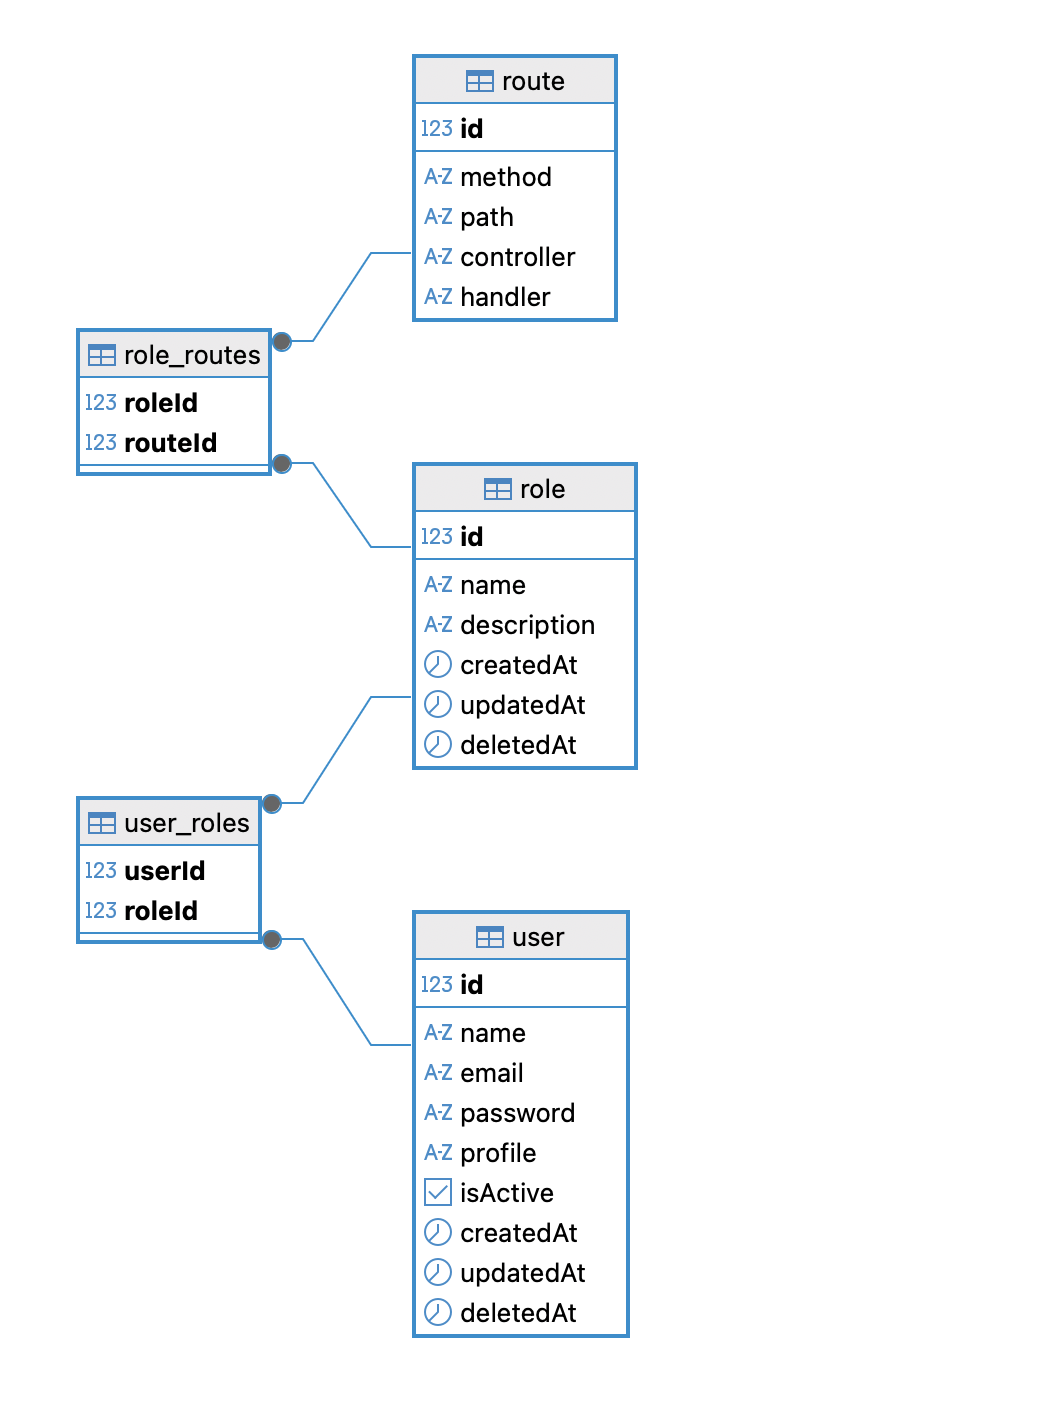 route
123 id
A-Z method
A-Z path
A-Z controller
A-Z handler
role_routes
123 roleId
123 routeId
role
123 id
A-Z name
A-Z description
createdAt
updatedAt
deletedAt
user_roles
123 userId
123 roleId
user
123 id
A-Z name
A-Z email
A-Z password
A-Z profile
isActive
createdAt
updatedAt
deletedAt